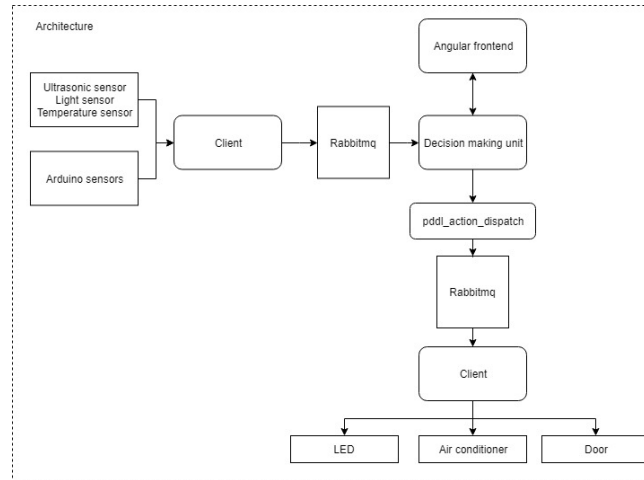 Architecture
Angular frontend
Ultrasonic sensor
Light sensor
Temperature sensor
Client
Rabbitmq
Decision making unit
Arduino sensors
pddl_action_dispatch
Rabbitmq
Client
LED
Air conditioner
Door